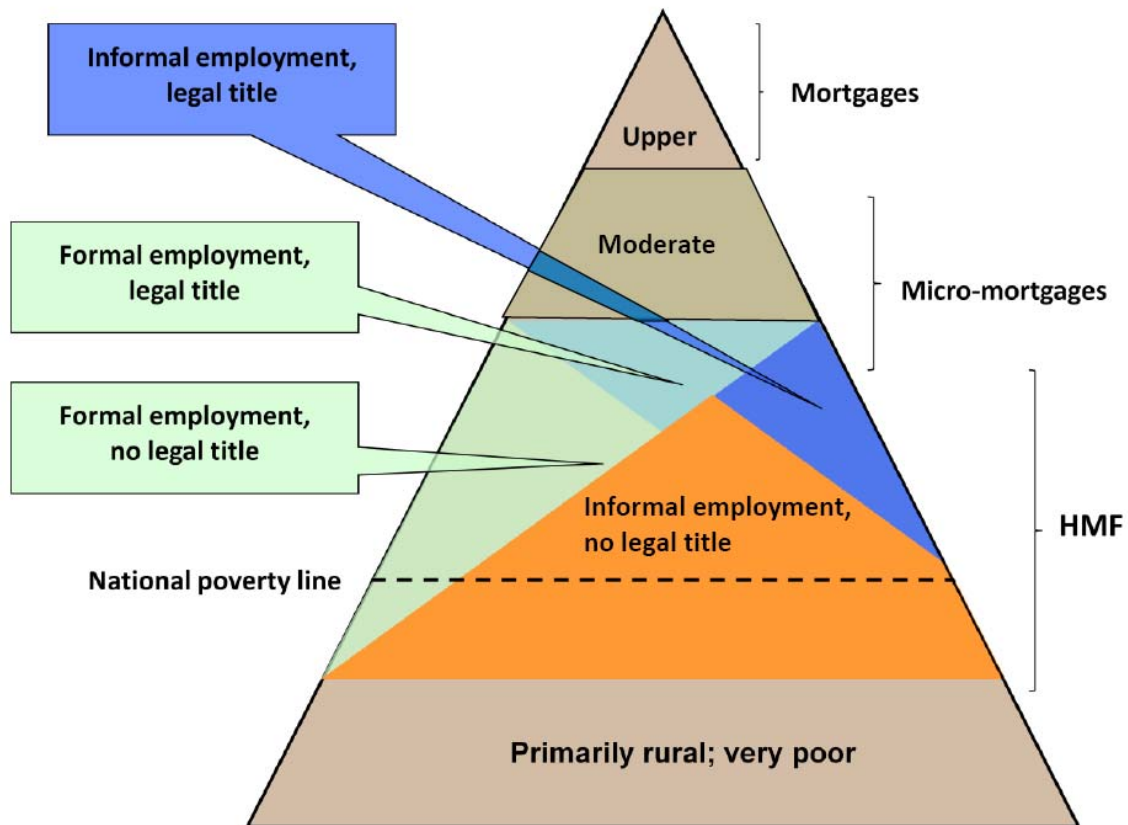 Informal employment,
legal title
Mortgages
Upper
Formal employment,
legal title
Moderate
Micro-mortgages
Formal employment,
no legal title
Informal employment,
no legal title
HMF
National poverty line
Primarily rural; very poor